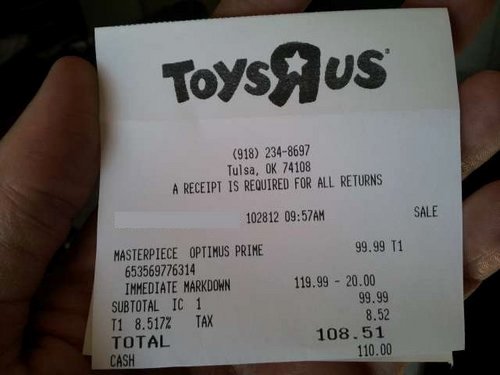 ToysЯus®
(918) 234-8697
Tulsa, OK 74108
A RECEIPT IS REQUIRED FOR ALL RETURNS
102812 09:57AM SALE
MASTERPIECE OPTIMUS PRIME 99.99 T1
653569776314
IMMEDIATE MARKDOWN 119.99 - 20.00
SUBTOTAL IC 1 99.99
T1 8.517% TAX 8.52
TOTAL 108.51
CASH 110.00